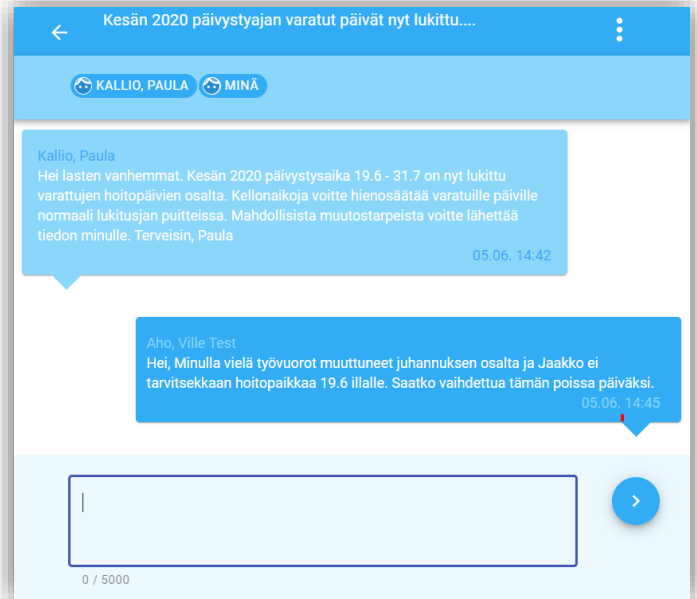 Kesän 2020 päivystyajan varatut päivät nyt lukittu....
KALLIO, PAULA MINÄ
Kallio, Paula
Hei lasten vanhemmat. Kesän 2020 päivystysaika 19.6 - 31.7 on nyt lukittu
varattujen hoitopäivien osalta. Kellonaikoja voitte hienosäätää varatuille päiville
normaali lukitusjan puitteissa. Mahdollisista muutostarpeista voitte lähettää
tiedon minulle. Terveisin, Paula
05.06. 14:42
Aho, Ville Test
Hei, Minulla vielä työvuorot muuttuneet juhannuksen osalta ja Jaakko ei
tarvitsekkaan hoitopaikkaa 19.6 illalle. Saatko vaihdettua tämän poissa päiväksi.
05.06. 14:45
0 / 5000